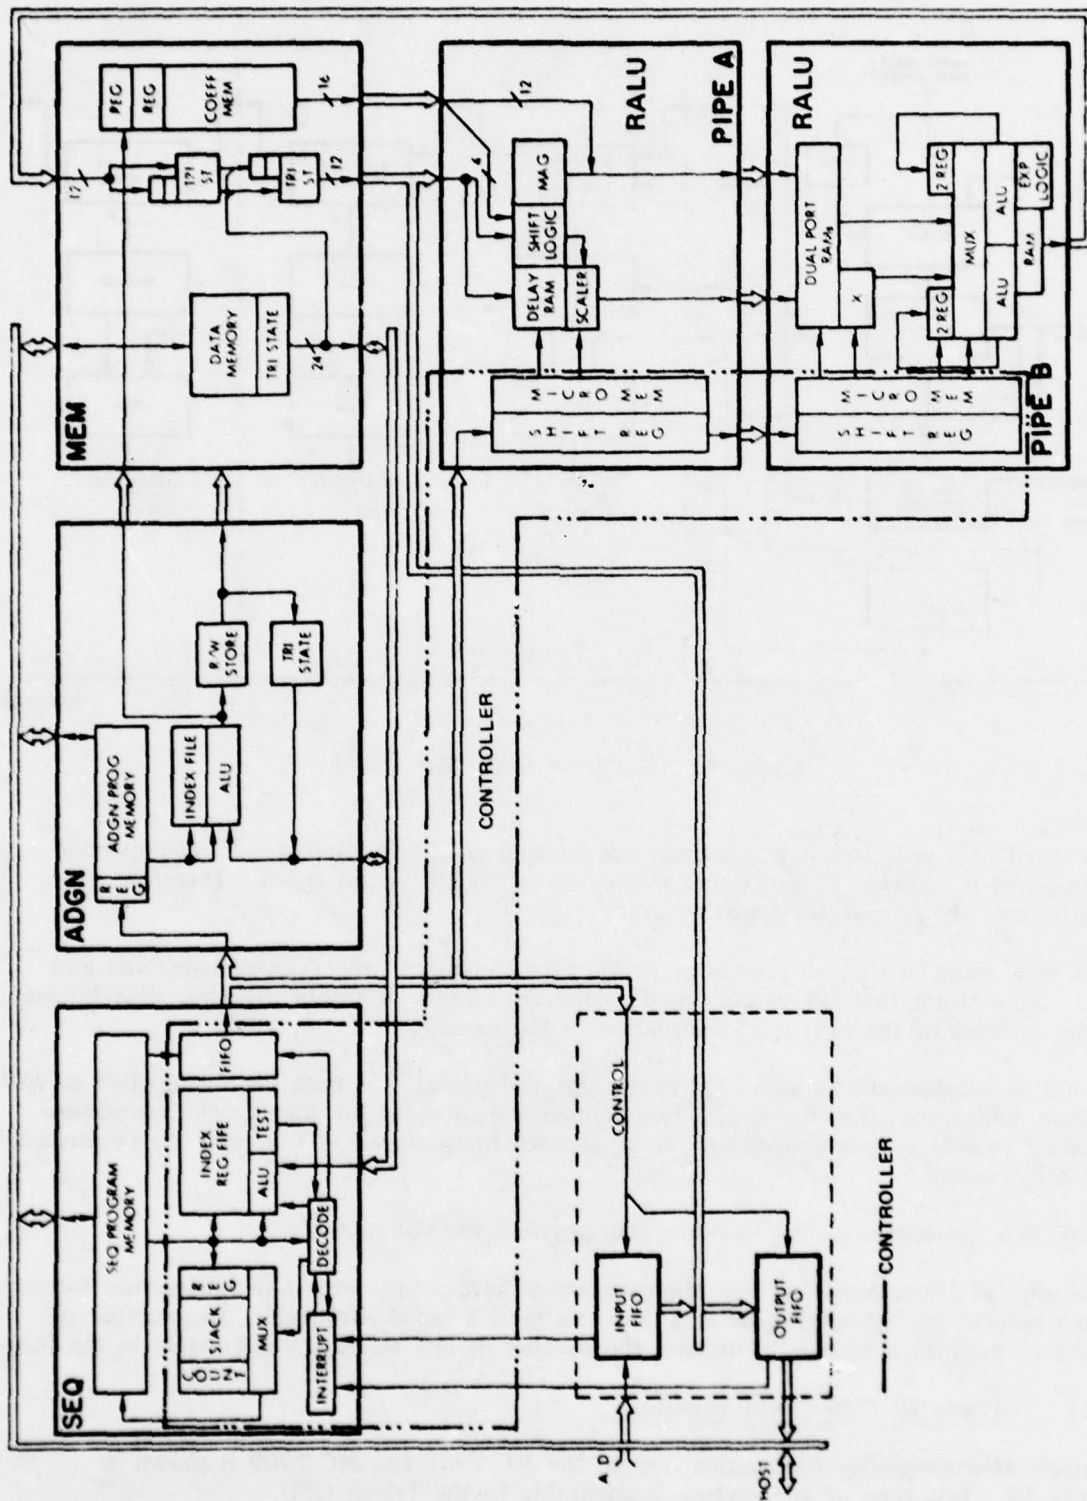 SEQ
SEQ PROGRAM MEMORY
COUNT
STACK
REG
MUX
INDEX
REG FIFE
ALU
TEST
FIFO
INTERRUPT
DECODE
ADGN
REG
ADGN PROG
MEMORY
INDEX FILE
ALU
R/W
STORE
TRI
STATE
MEM
DATA
MEMORY
TRI STATE
24
12
PEG
REG
COEFF
MEM
TRI
ST
TRI
ST
16
12
CONTROLLER
A/D
HOST
INPUT
FIFO
OUTPUT
FIFO
CONTROL
CONTROLLER
SHIFT REG
MICRO MEM
DELAY
RAM
SHIFT
LOGIC
MAG
SCALER
4
12
RALU
PIPE A
SHIFT REG
MICRO MEM
DUAL PORT
RAMs
X
2 REG
2 REG
MUX
ALU
ALU
RAM
EXP
LOGIC
RALU
PIPE B